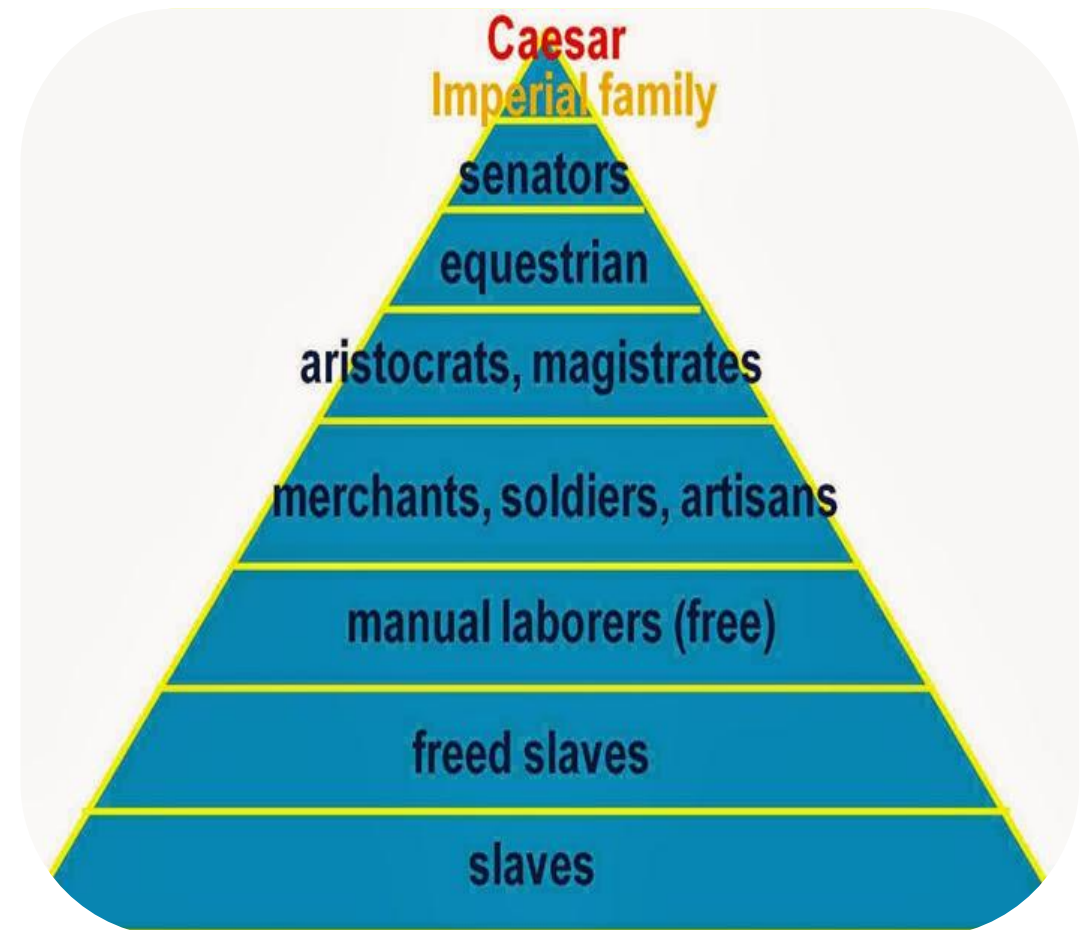 Caesar
Imperial family
senators
equestrian
aristocrats, magistrates
merchants, soldiers, artisans
manual laborers (free)
freed slaves
slaves